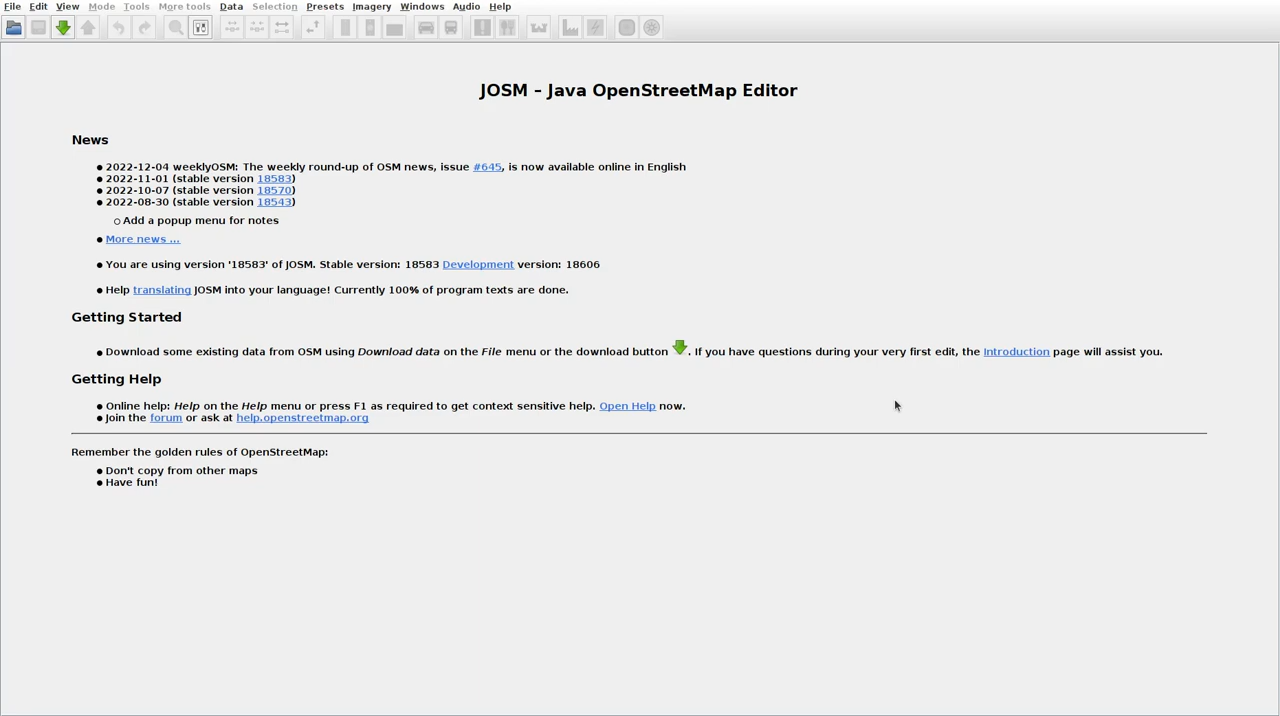 File Edit View Mode Tools More tools Data Selection Presets Imagery Windows Audio Help
JOSM – Java OpenStreetMap Editor
News
2022-12-04 weeklyOSM: The weekly round-up of OSM news, issue #645, is now available online in English
2022-11-01 (stable version 18583)
2022-10-07 (stable version 18570)
2022-08-30 (stable version 18543)
Add a popup menu for notes
More news ...
You are using version '18583' of JOSM. Stable version: 18583 Development version: 18606
Help translating JOSM into your language! Currently 100% of program texts are done.
Getting Started
Download some existing data from OSM using Download data on the File menu or the download button . If you have questions during your very first edit, the Introduction page will assist you.
Getting Help
Online help: Help on the Help menu or press F1 as required to get context sensitive help. Open Help now.
Join the forum or ask at help.openstreetmap.org
Remember the golden rules of OpenStreetMap:
Don't copy from other maps
Have fun!